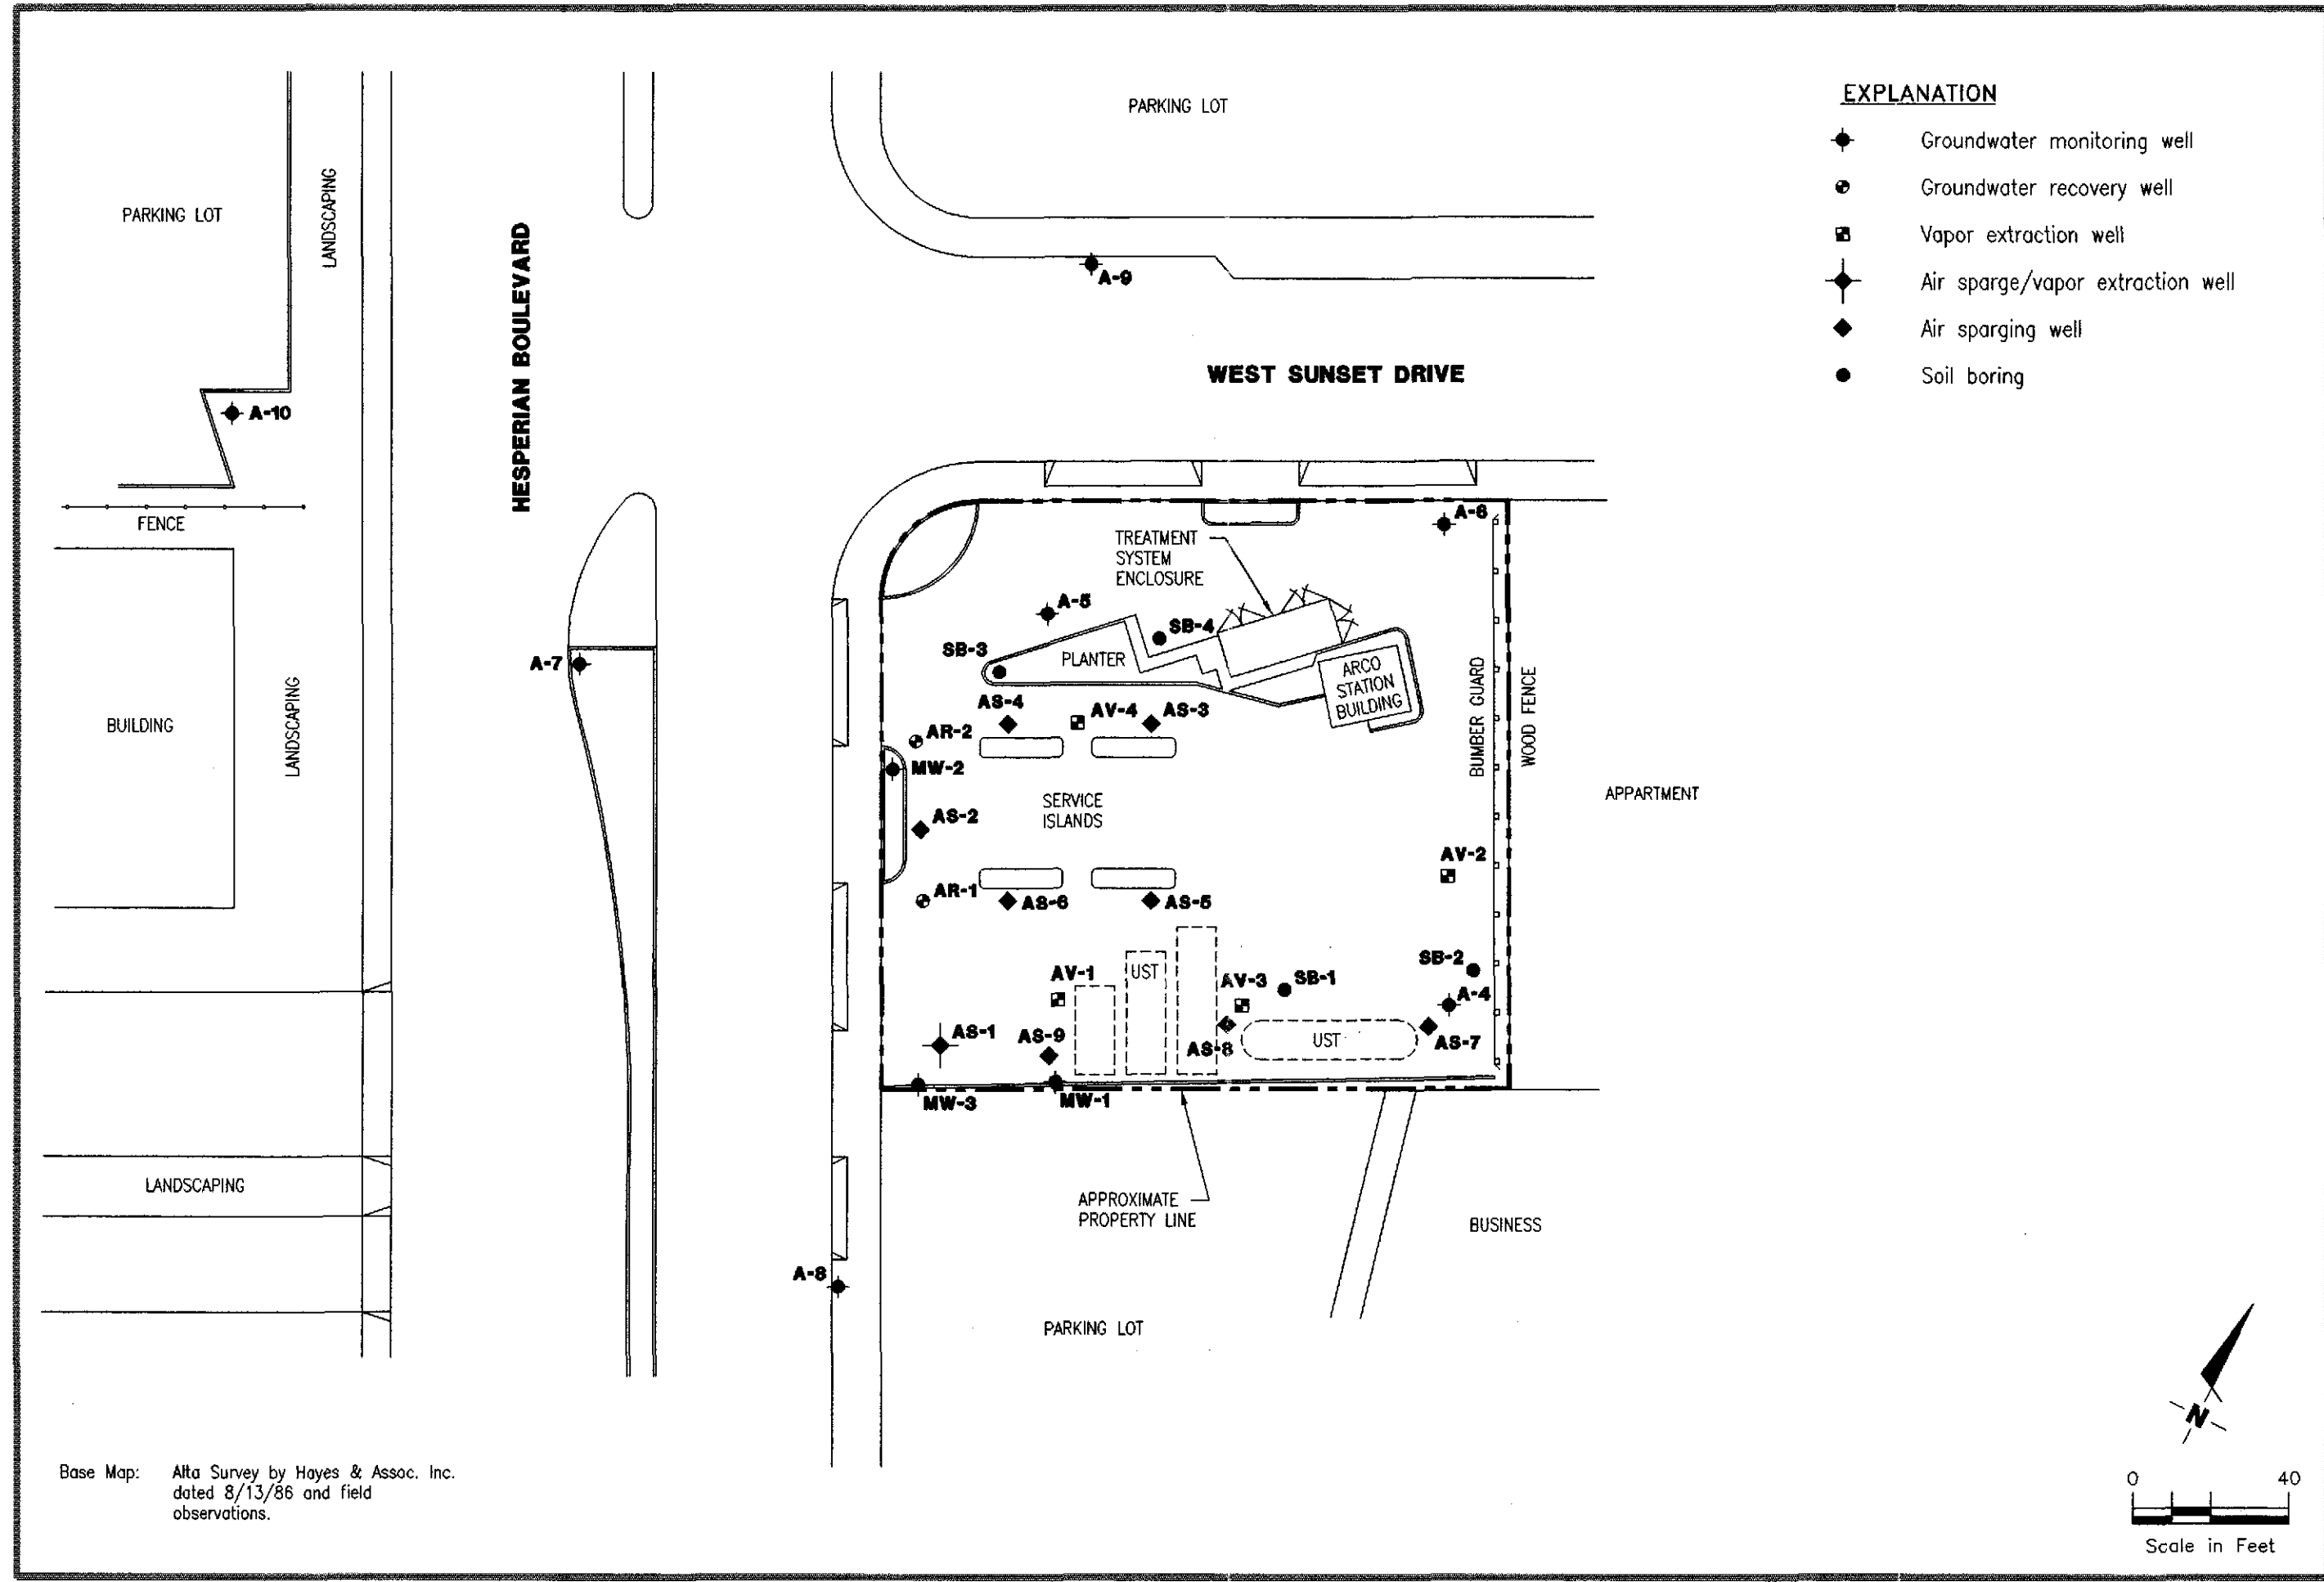 EXPLANATION
Groundwater monitoring well
Groundwater recovery well
Vapor extraction well
Air sparge/vapor extraction well
Air sparging well
Soil boring
PARKING LOT
PARKING LOT
LANDSCAPING
HESPERIAN BOULEVARD
A-9
WEST SUNSET DRIVE
A-10
FENCE
A-6
TREATMENT
SYSTEM
ENCLOSURE
A-5
SB-4
SB-3
PLANTER
A-7
ARCO
STATION
BUILDING
BUMBER GUARD
WOOD FENCE
BUILDING
LANDSCAPING
AS-4
AV-4
AS-3
AR-2
MW-2
SERVICE
ISLANDS
APPARTMENT
AS-2
AV-2
AR-1
AS-6
AS-5
SB-2
AV-1
UST
AV-3
SB-1
A-4
AS-1
AS-9
AS-8
UST
AS-7
MW-3
MW-1
LANDSCAPING
APPROXIMATE
PROPERTY LINE
BUSINESS
A-8
PARKING LOT
N
Base Map: Alta Survey by Hayes & Assoc. Inc.
dated 8/13/86 and field
observations.
0 40
Scale in Feet